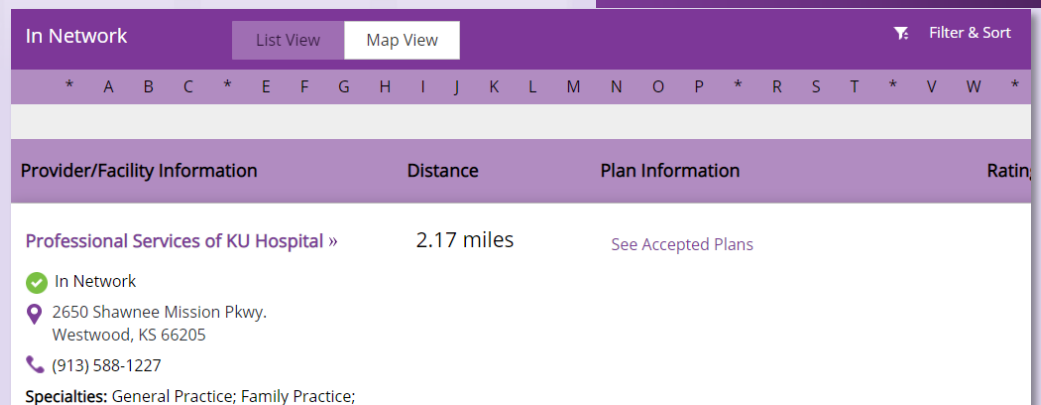 In Network List View Map View Filter & Sort
* A B C * E F G H I J K L M N O P * R S T * V W *
Provider/Facility Information Distance Plan Information Rating
Professional Services of KU Hospital » 2.17 miles See Accepted Plans
In Network
2650 Shawnee Mission Pkwy.
Westwood, KS 66205
(913) 588-1227
Specialties: General Practice; Family Practice;